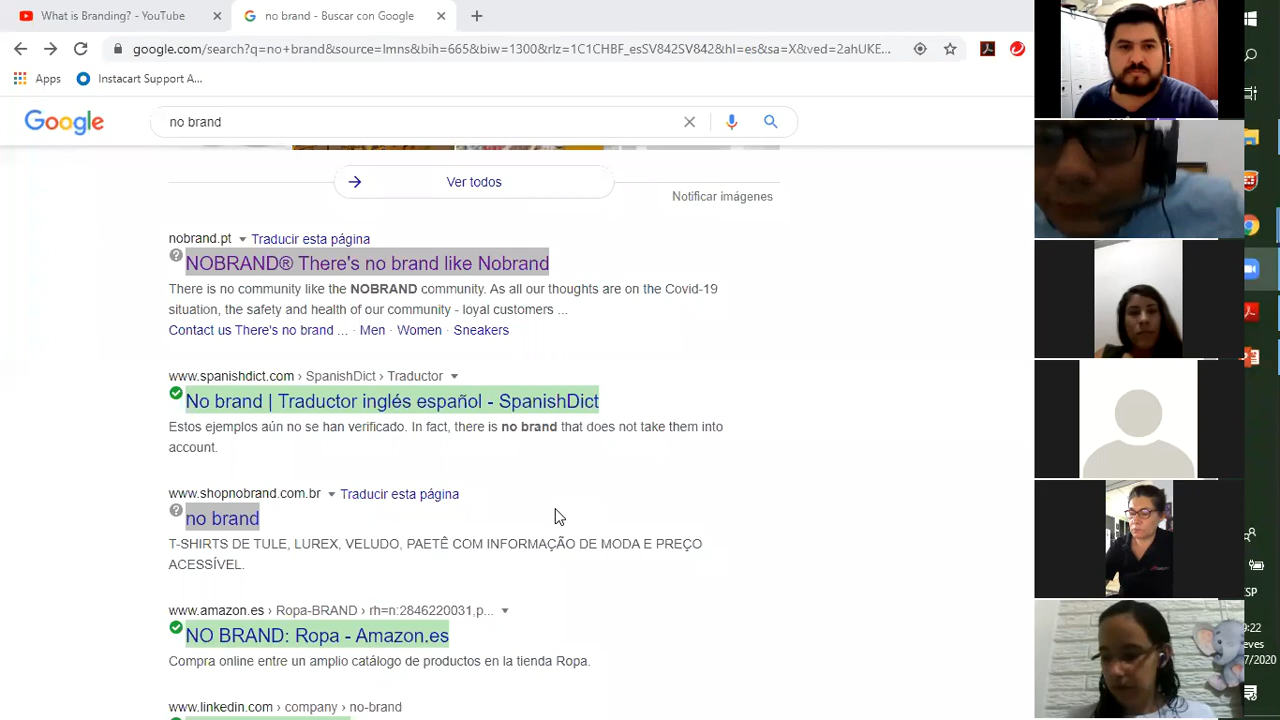 What is Branding? - YouTube
no brand - Buscar con Google
google.com/search?q=no+brand&source=lmns&bih=665&biw=1300&rlz=1C1CHBF_esSV842SV842&hl=es&sa=X&ved=2ahUKE...
Apps
Instacart Support A...
Google
no brand
Ver todos
Notificar imágenes
nobrand.pt
Traducir esta página
NOBRAND® There's no brand like Nobrand
There is no community like the NOBRAND community. As all our thoughts are on the Covid-19
situation, the safety and health of our community - loyal customers ...
Contact us There's no brand ... · Men · Women · Sneakers
www.spanishdict.com › SpanishDict › Traductor
No brand | Traductor inglés español - SpanishDict
Estos ejemplos aún no se han verificado. In fact, there is no brand that does not take them into
account.
www.shopnobrand.com.br
Traducir esta página
no brand
T-SHIRTS DE TULE, LUREX, VELUDO, PAETÊ COM INFORMAÇÃO DE MODA E PREÇO
ACESSÍVEL.
www.amazon.es › Ropa-BRAND › rh=n:2846220031,p...
NO BRAND: Ropa - Amazon.es
Compra online entre un amplio catálogo de productos en la tienda Ropa.
www.linkedin.com › company › no-brand
ESP
9:22
eves
7/2020